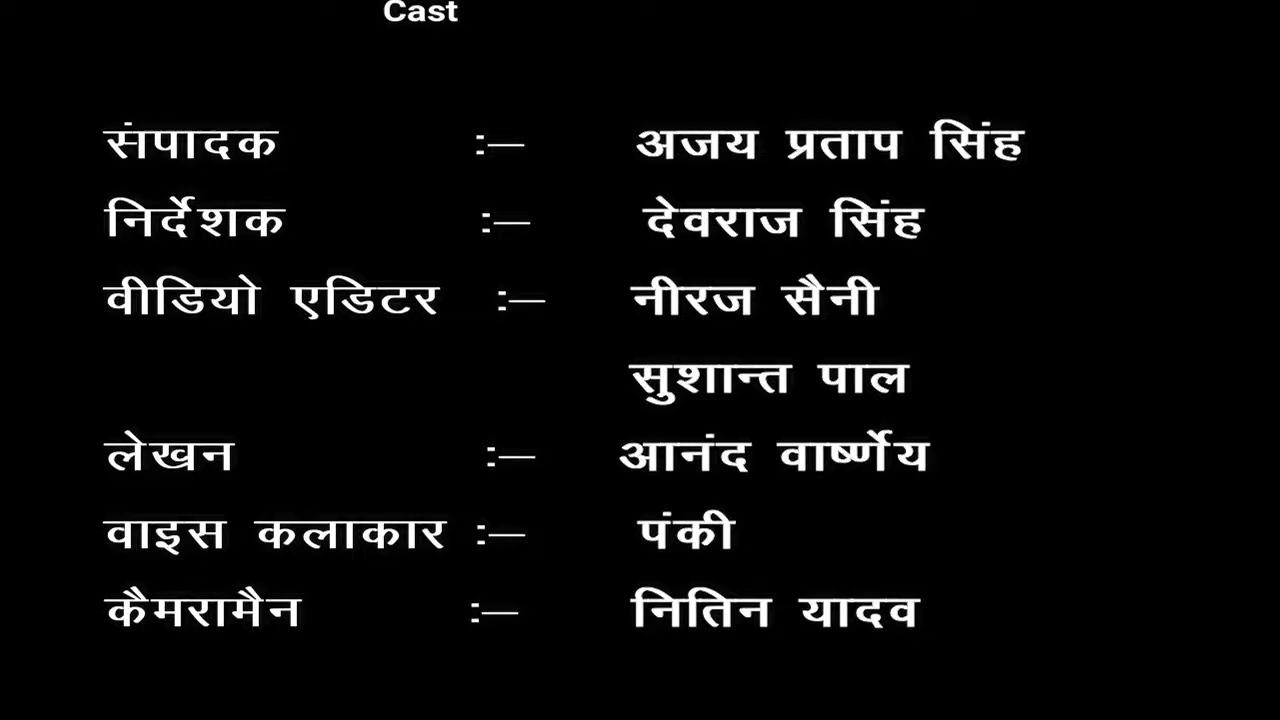 Cast
संपादक :— अजय प्रताप सिंह
निर्देशक :— देवराज सिंह
वीडियो एडिटर :— नीरज सैनी
सुशान्त पाल
लेखन :— आनंद वार्ष्णेय
वाइस कलाकार :— पंकी
कैमरामैन :— नितिन यादव